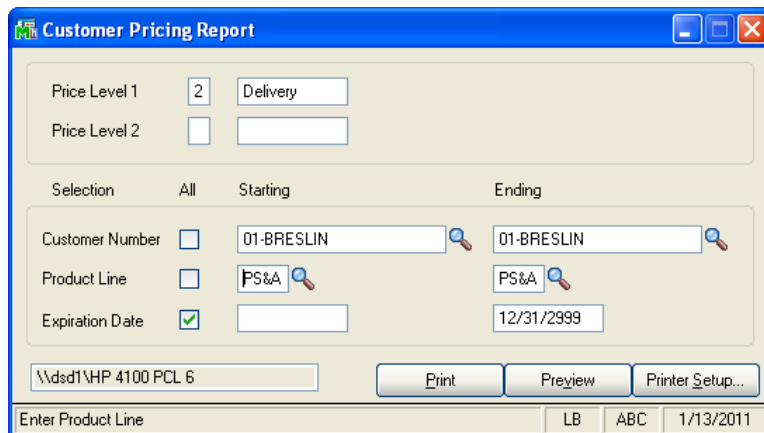 Customer Pricing Report
Price Level 1 2 Delivery
Price Level 2
Selection All Starting Ending
Customer Number 01-BRESLIN 01-BRESLIN
Product Line PS&A PS&A
Expiration Date 12/31/2999
\\dsd1\HP 4100 PCL 6 Print Preview Printer Setup...
Enter Product Line LB ABC 1/13/2011